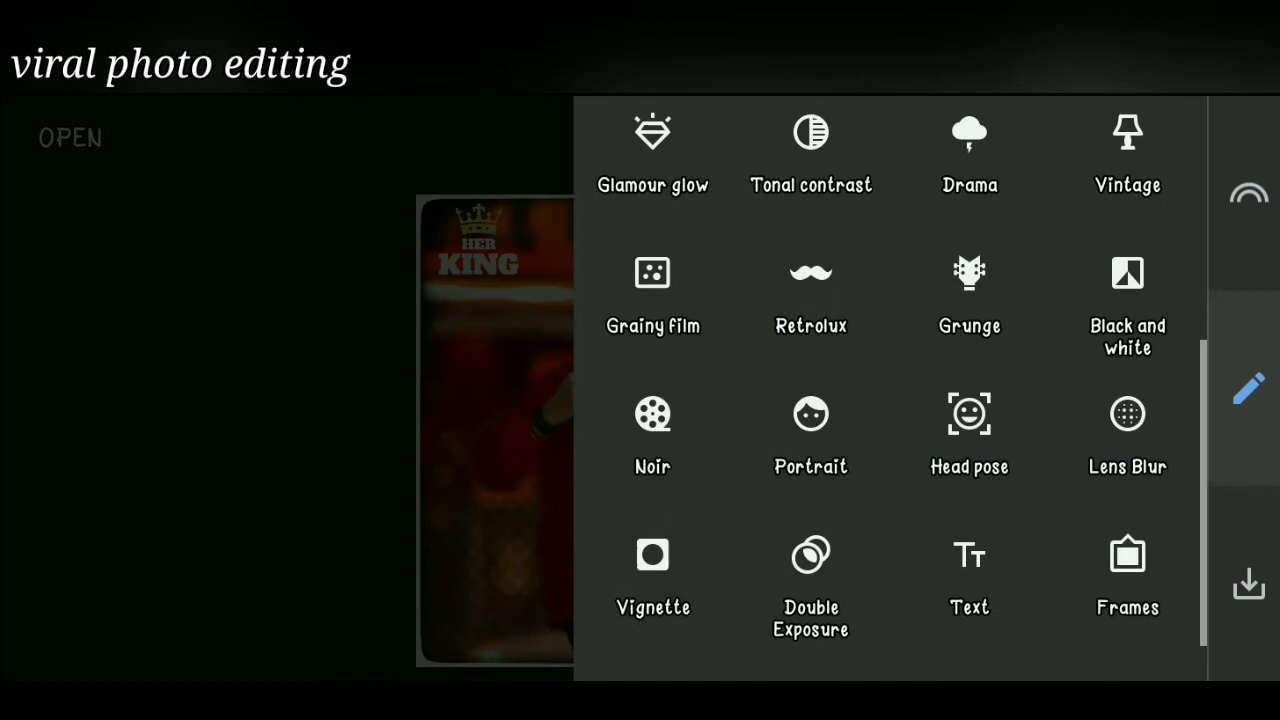 viral photo editing
OPEN
HER
KING
Glamour glow
Tonal contrast
Drama
Vintage
Grainy film
Retrolux
Grunge
Black and
white
Noir
Portrait
Head pose
Lens Blur
Vignette
Double
Exposure
Text
Frames